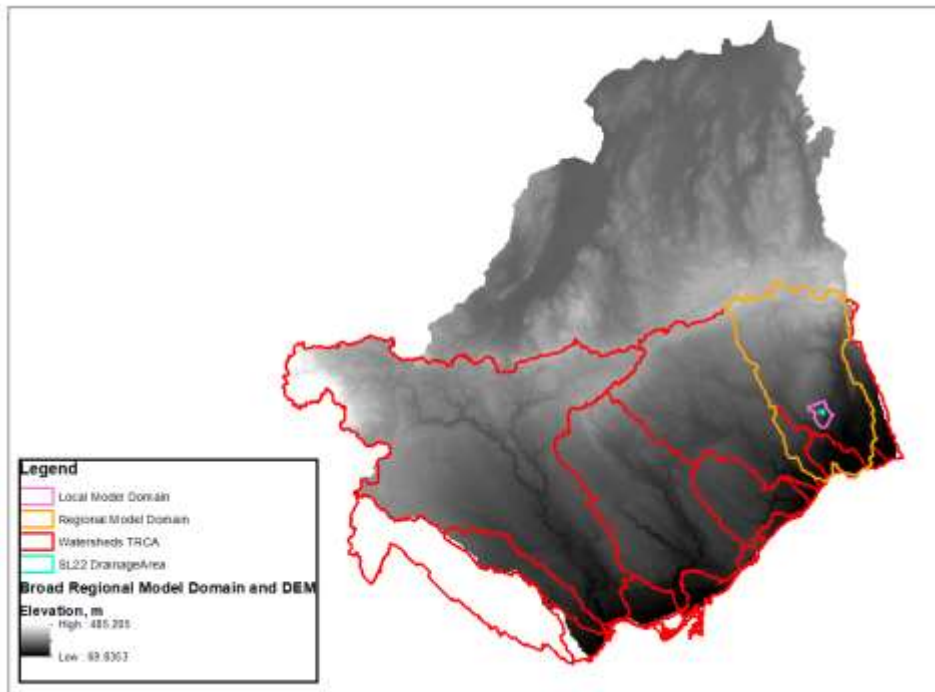 Legend
Local Model Domain
Regional Model Domain
Watersheds TRCA
SL22 DrainageArea
Broad Regional Model Domain and DEM
Elevation, m
High : 485.205
Low : 69.6353